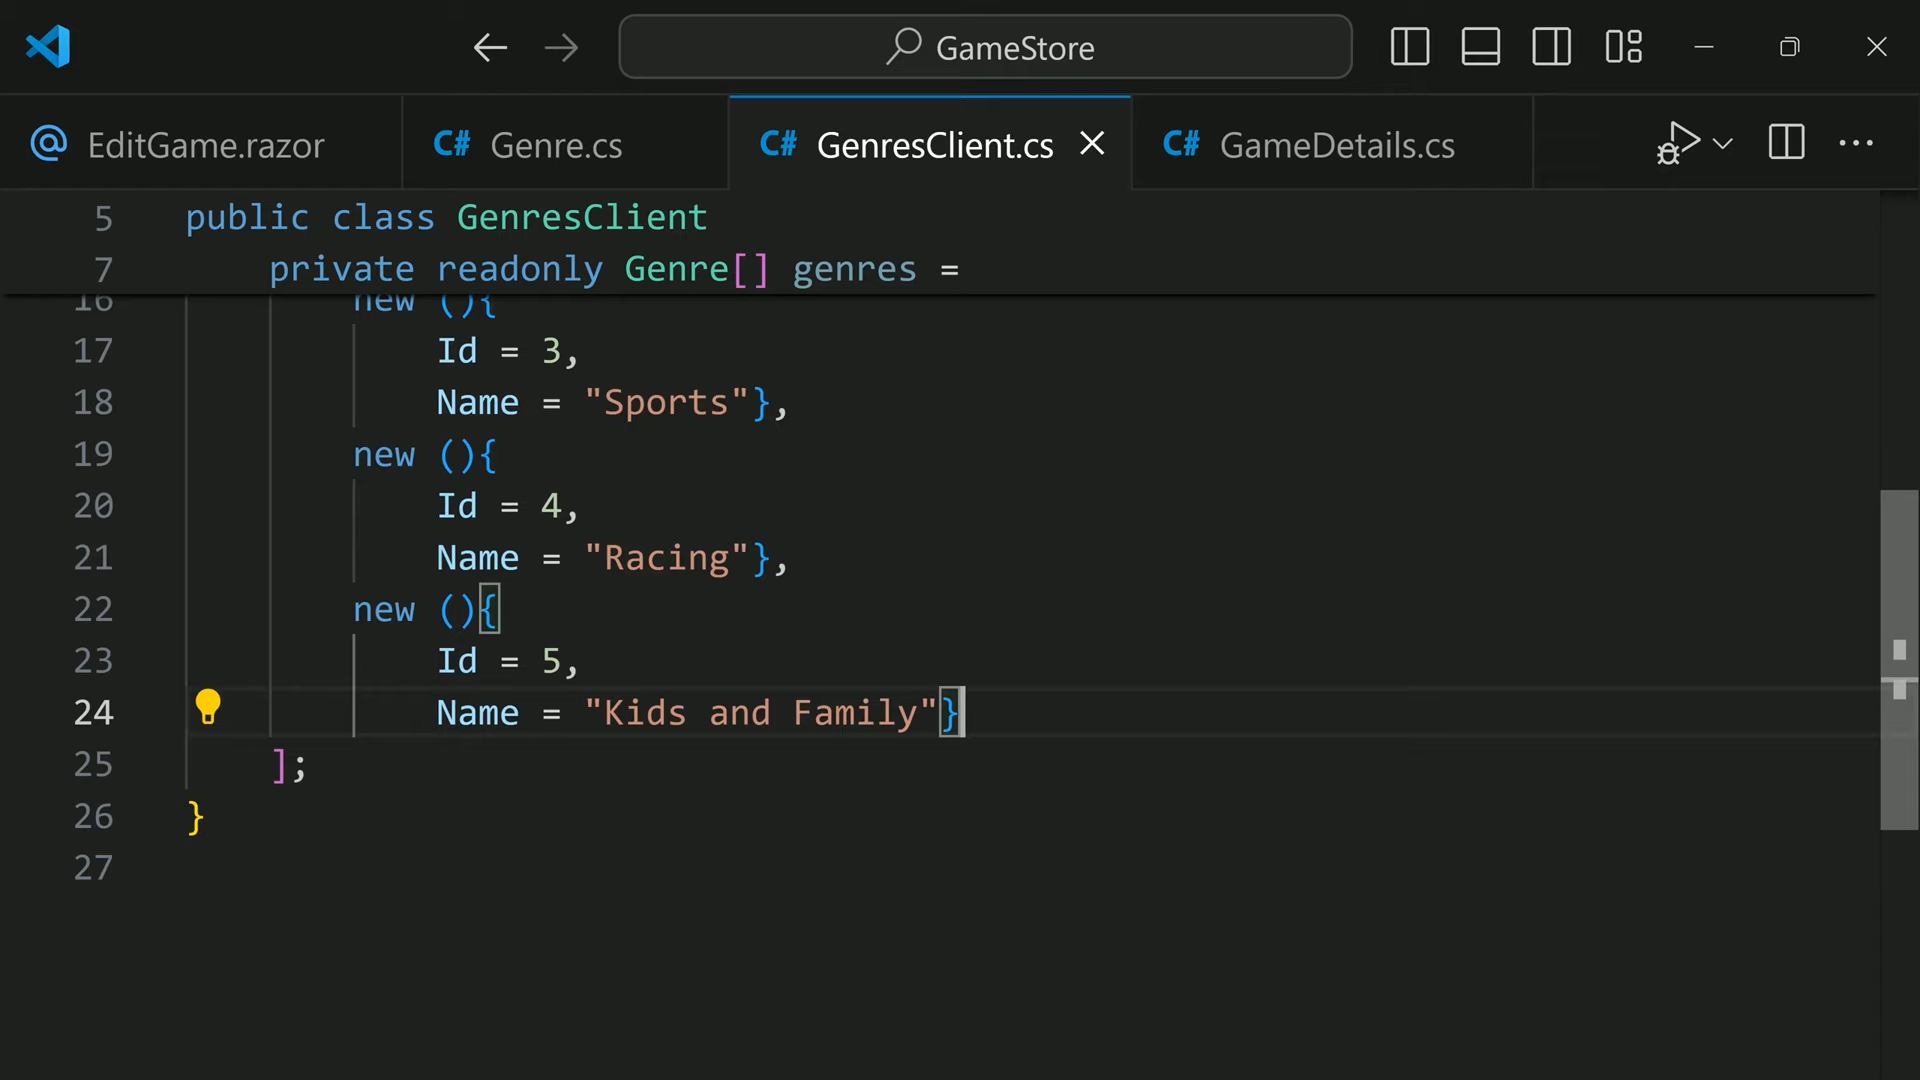 GameStore
@ EditGame.razor
C# Genre.cs
C# GenresClient.cs
C# GameDetails.cs
5 public class GenresClient
7 private readonly Genre[] genres =
16 new (){
17 Id = 3,
18 Name = "Sports"},
19 new (){
20 Id = 4,
21 Name = "Racing"},
22 new (){
23 Id = 5,
24 Name = "Kids and Family"}
25 ];
26 }
27